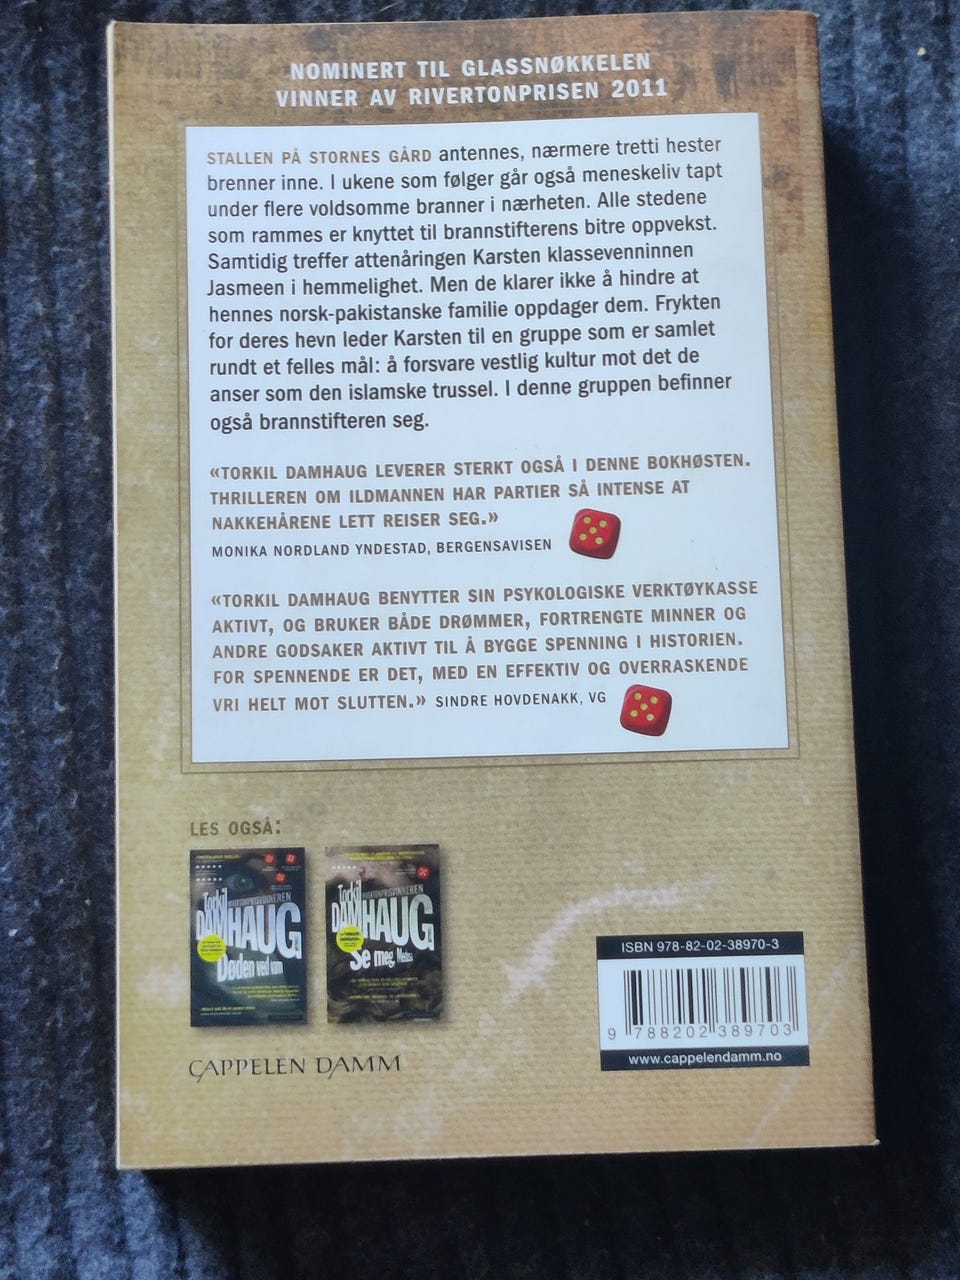 NOMINERT TIL GLASSNØKKELEN
VINNER AV RIVERTONPRISEN 2011
STALLEN PÅ STORNES GÅRD antennes, nærmere tretti hester
brenner inne. I ukene som følger går også meneskeliv tapt
under flere voldsomme branner i nærheten. Alle stedene
som rammes er knyttet til brannstifterens bitre oppvekst.
Samtidig treffer attenåringen Karsten klassevenninnen
Jasmeen i hemmelighet. Men de klarer ikke å hindre at
hennes norsk-pakistanske familie oppdager dem. Frykten
for deres hevn leder Karsten til en gruppe som er samlet
rundt et felles mål: å forsvare vestlig kultur mot det de
anser som den islamske trussel. I denne gruppen befinner
også brannstifteren seg.
«TORKIL DAMHAUG LEVERER STERKT OGSÅ I DENNE BOKHØSTEN.
THRILLEREN OM ILDMANNEN HAR PARTIER SÅ INTENSE AT
NAKKEHÅRENE LETT REISER SEG.»
MONIKA NORDLAND YNDESTAD, BERGENSAVISEN
«TORKIL DAMHAUG BENYTTER SIN PSYKOLOGISKE VERKTØYKASSE
AKTIVT, OG BRUKER BÅDE DRØMMER, FORTRENGTE MINNER OG
ANDRE GODSAKER AKTIVT TIL Å BYGGE SPENNING I HISTORIEN.
FOR SPENNENDE ER DET, MED EN EFFEKTIV OG OVERRASKENDE
VRI HELT MOT SLUTTEN.» SINDRE HOVDENAKK, VG
LES OGSÅ:
Torkil
RIVERTONPRISVINNEREN
DAMHAUG
Døden ved
Torkil
RIVERTONPRISVINNEREN
DAMHAUG
Se meg, Medusa
CAPPELEN DAMM
ISBN 978-82-02-38970-3
9 788202 389703
www.cappelendamm.no